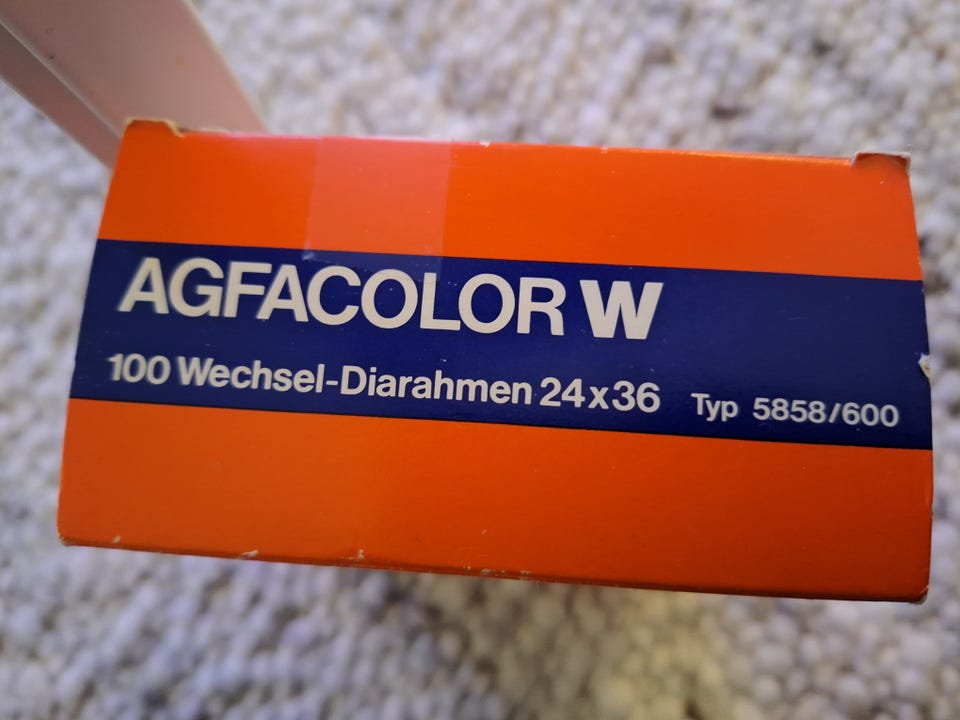 AGFACOLOR W
100 Wechsel-Diarahmen 24x36 Typ 5858/600